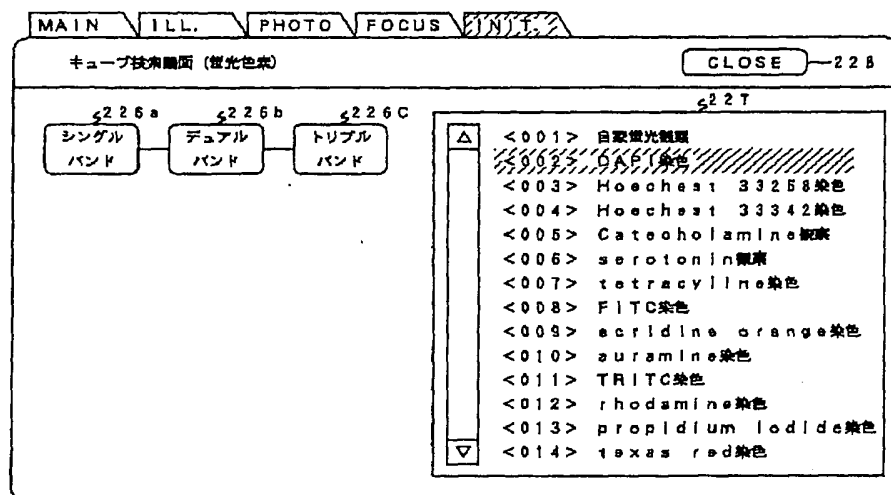 MAIN ILL. PHOTO FOCUS INIT.
キューブ検索画面 (蛍光色素) CLOSE 228
227
226a 226b 226C
シングル バンド デュアル バンド トリプル バンド
<001> 自家蛍光観察
<002> DAPI染色
<003> Hoechest 33258染色
<004> Hoechest 33342染色
<005> Catecholamine観察
<006> serotonin観察
<007> tetracyline染色
<008> FITC染色
<009> acridine orange染色
<010> auramine染色
<011> TRITC染色
<012> rhodamine染色
<013> propidium iodide染色
<014> texas red染色